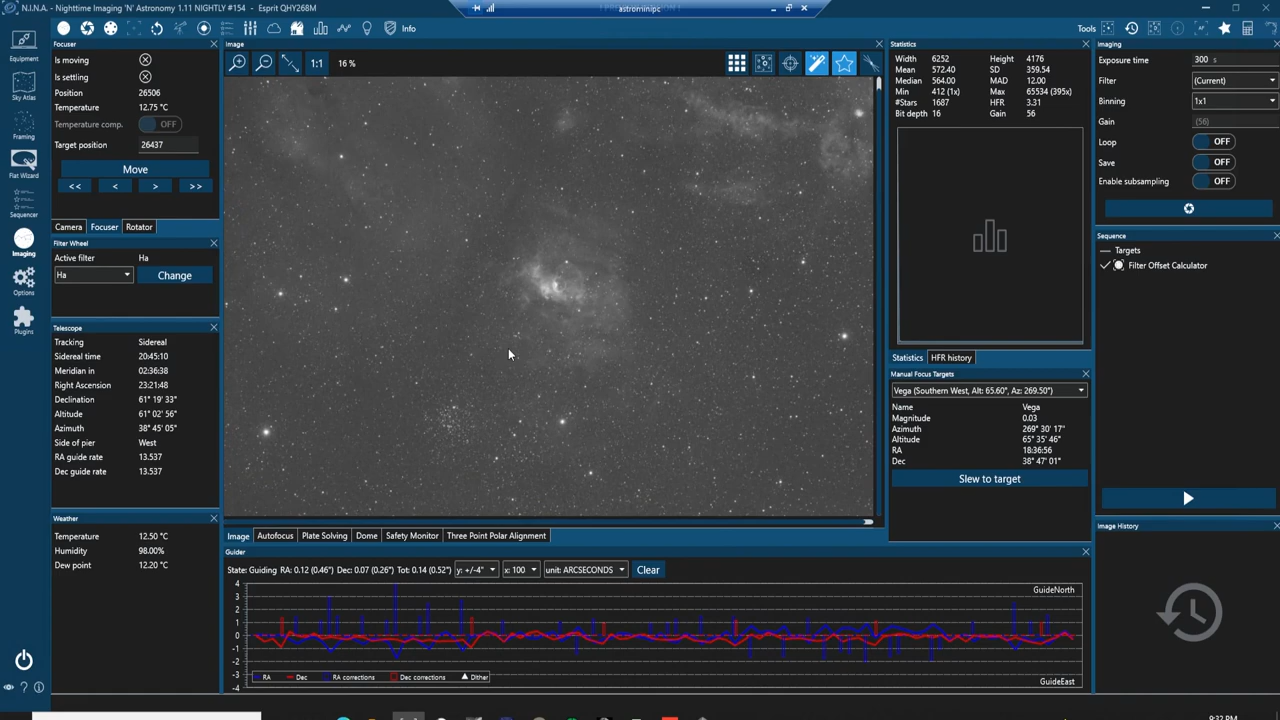 N.I.N.A. - Nighttime Imaging 'N' Astronomy 1.11 NIGHTLY #154 - Esprit QHY268M
astrominipc
Equipment
Sky Atlas
Framing
Flat Wizard
Sequencer
Imaging
Options
Plugins
Info
Tools
Focuser
Is moving
Is settling
Position 26506
Temperature 12.75 °C
Temperature comp. OFF
Target position 26437
Move
<< < > >>
Camera Focuser Rotator
Filter Wheel
Active filter Ha
Ha Change
Telescope
Tracking Sidereal
Sidereal time 20:45:10
Meridian in 02:36:38
Right Ascension 23:21:48
Declination 61° 19' 33"
Altitude 61° 02' 56"
Azimuth 38° 45' 05"
Side of pier West
RA guide rate 13.537
Dec guide rate 13.537
Weather
Temperature 12.50 °C
Humidity 98.00%
Dew point 12.20 °C
Image
1:1 16 %
Image Autofocus Plate Solving Dome Safety Monitor Three Point Polar Alignment
Guider
State: Guiding RA: 0.12 (0.46") Dec: 0.07 (0.26") Tot: 0.14 (0.52") y: +/-4" x: 100 unit: ARCSECONDS Clear
4
3
2
1
0
-1
-2
-3
-4
GuideNorth
GuideEast
RA Dec RA corrections Dec corrections Dither
Statistics
Width 6252 Height 4176
Mean 572.40 SD 359.54
Median 564.00 MAD 12.00
Min 412 (1x) Max 65534 (395x)
#Stars 1687 HFR 3.31
Bit depth 16 Gain 56
Statistics HFR history
Manual Focus Targets
Vega (Southern West, Alt: 65.60°, Az: 269.50°)
Name Vega
Magnitude 0.03
Azimuth 269° 30' 17"
Altitude 65° 35' 46"
RA 18:36:56
Dec 38° 47' 01"
Slew to target
Imaging
Exposure time 300 s
Filter (Current)
Binning 1x1
Gain (56)
Loop OFF
Save OFF
Enable subsampling OFF
Sequence
Targets
Filter Offset Calculator
Image History
9:32 PM